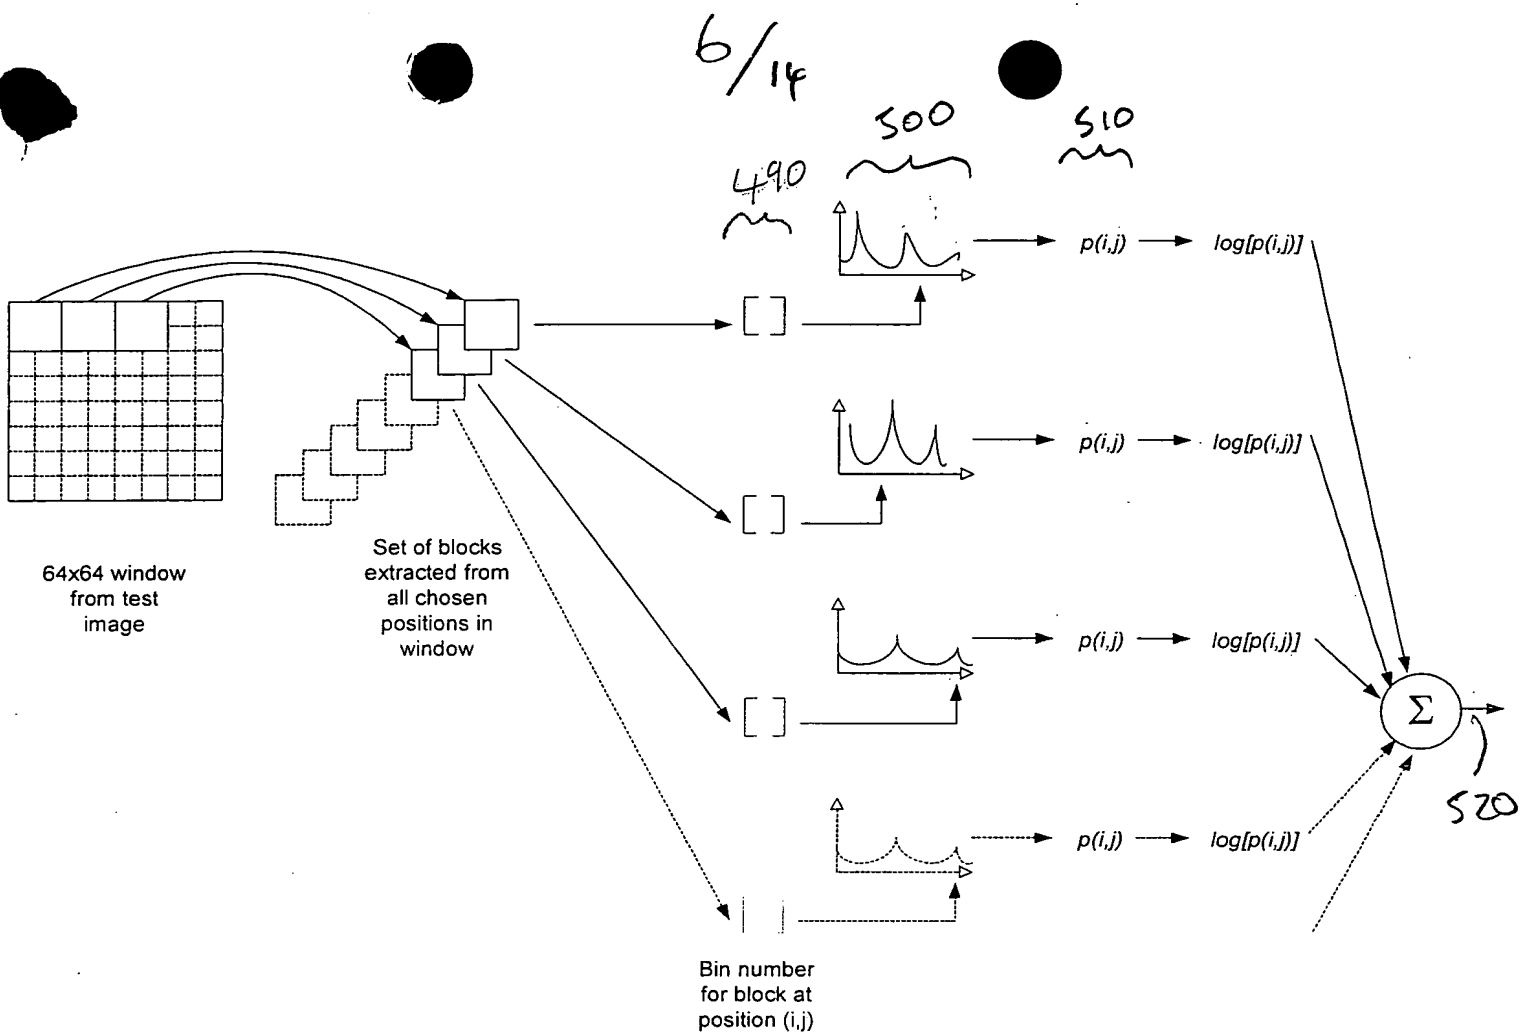 6/14
500
510
490
p(i,j)
log[p(i,j)]
[ ]
p(i,j)
log[p(i,j)]
[ ]
64x64 window
from test
image
Set of blocks
extracted from
all chosen
positions in
window
p(i,j)
log[p(i,j)]
[ ]
Σ
520
p(i,j)
log[p(i,j)]
Bin number
for block at
position (i,j)